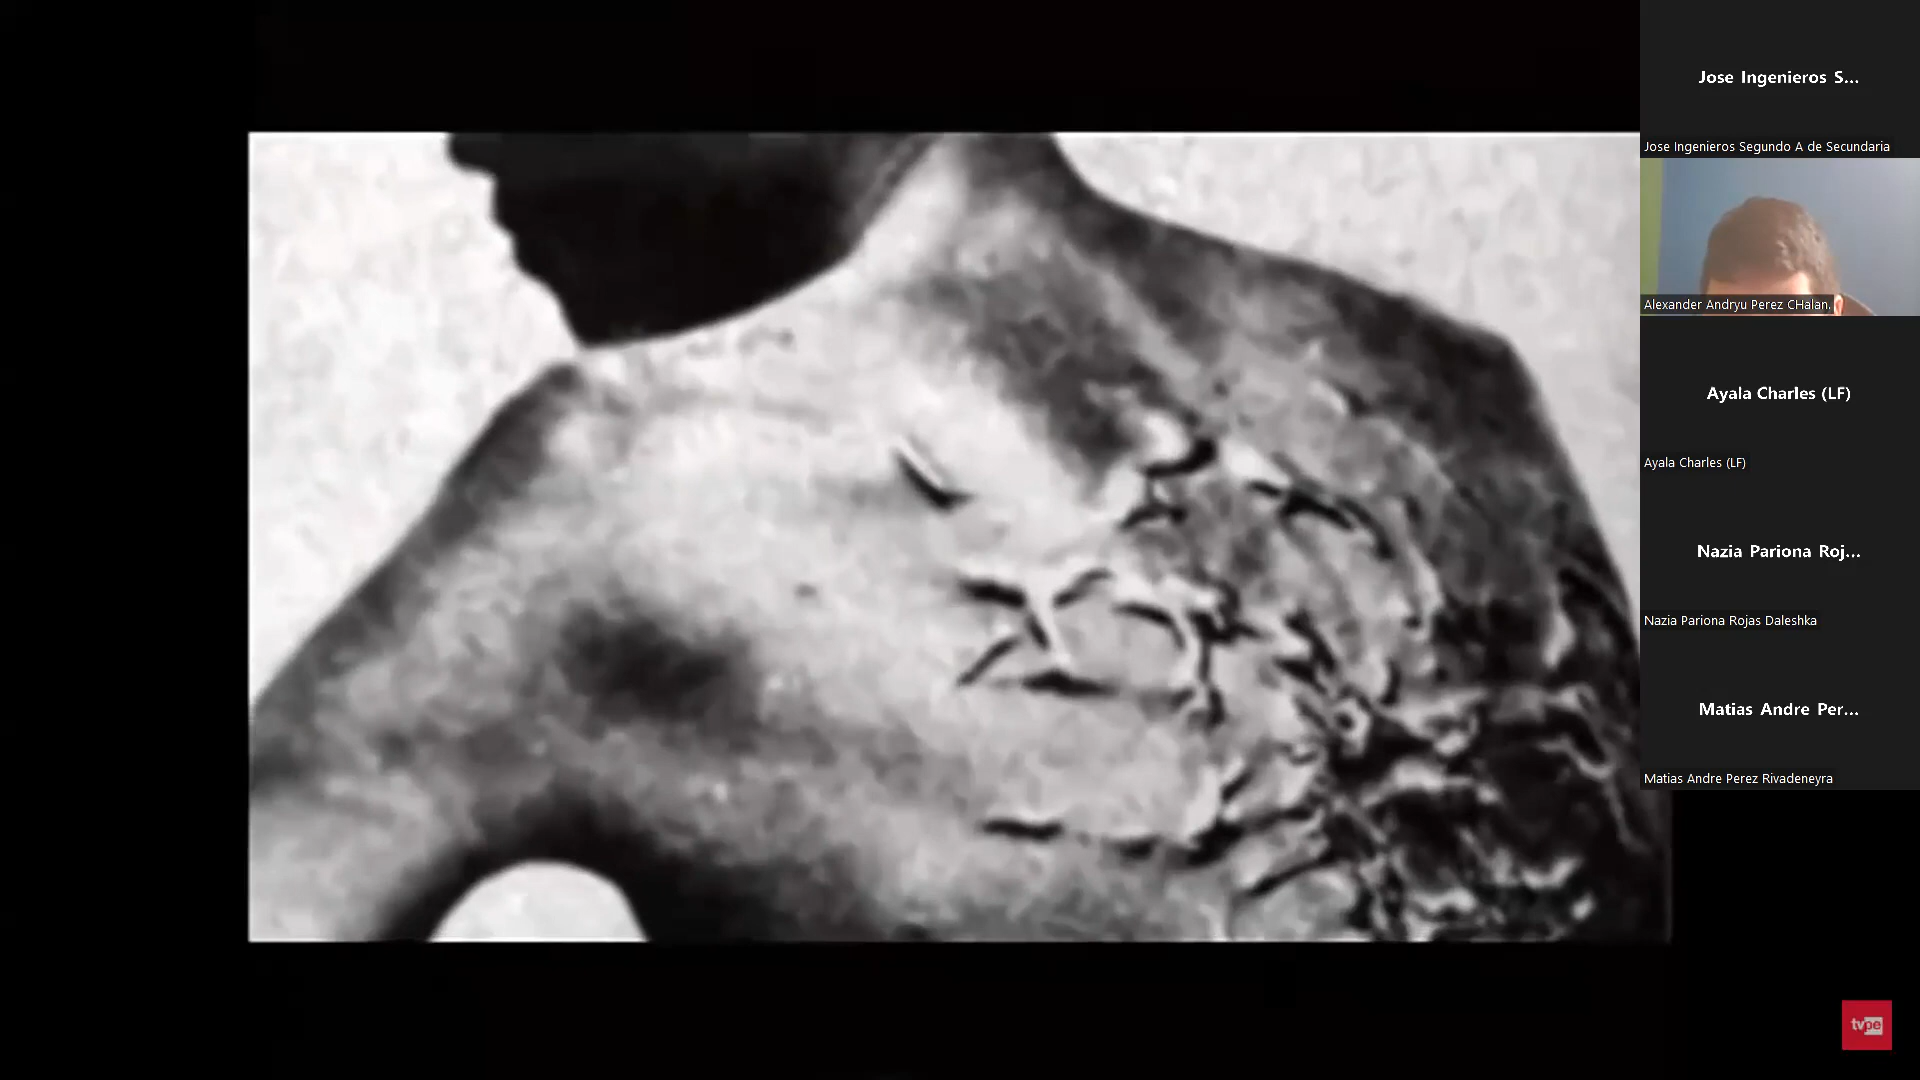 Jose Ingenieros S...
Jose Ingenieros Segundo A de Secundaria
Alexander Andryu Perez CHalan.
Ayala Charles (LF)
Ayala Charles (LF)
Nazia Pariona Roj...
Nazia Pariona Rojas Daleshka
Matias Andre Per...
Matias Andre Perez Rivadeneyra
tvpe